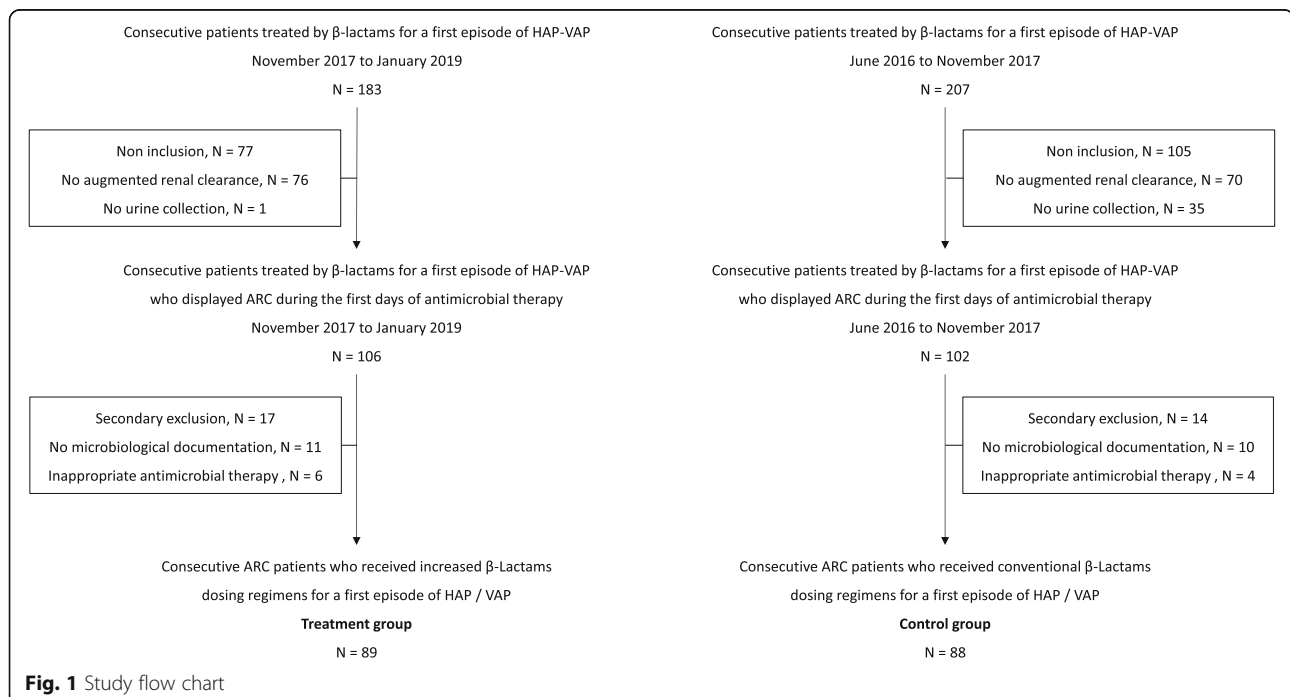 Consecutive patients treated by β-lactams for a first episode of HAP-VAP
November 2017 to January 2019
N = 183
Non inclusion, N = 77
No augmented renal clearance, N = 76
No urine collection, N = 1
Consecutive patients treated by β-lactams for a first episode of HAP-VAP
who displayed ARC during the first days of antimicrobial therapy
November 2017 to January 2019
N = 106
Secondary exclusion, N = 17
No microbiological documentation, N = 11
Inappropriate antimicrobial therapy , N = 6
Consecutive ARC patients who received increased β-Lactams
dosing regimens for a first episode of HAP / VAP
Treatment group
N = 89
Consecutive patients treated by β-lactams for a first episode of HAP-VAP
June 2016 to November 2017
N = 207
Non inclusion, N = 105
No augmented renal clearance, N = 70
No urine collection, N = 35
Consecutive patients treated by β-lactams for a first episode of HAP-VAP
who displayed ARC during the first days of antimicrobial therapy
June 2016 to November 2017
N = 102
Secondary exclusion, N = 14
No microbiological documentation, N = 10
Inappropriate antimicrobial therapy , N = 4
Consecutive ARC patients who received conventional β-Lactams
dosing regimens for a first episode of HAP / VAP
Control group
N = 88
Fig. 1 Study flow chart